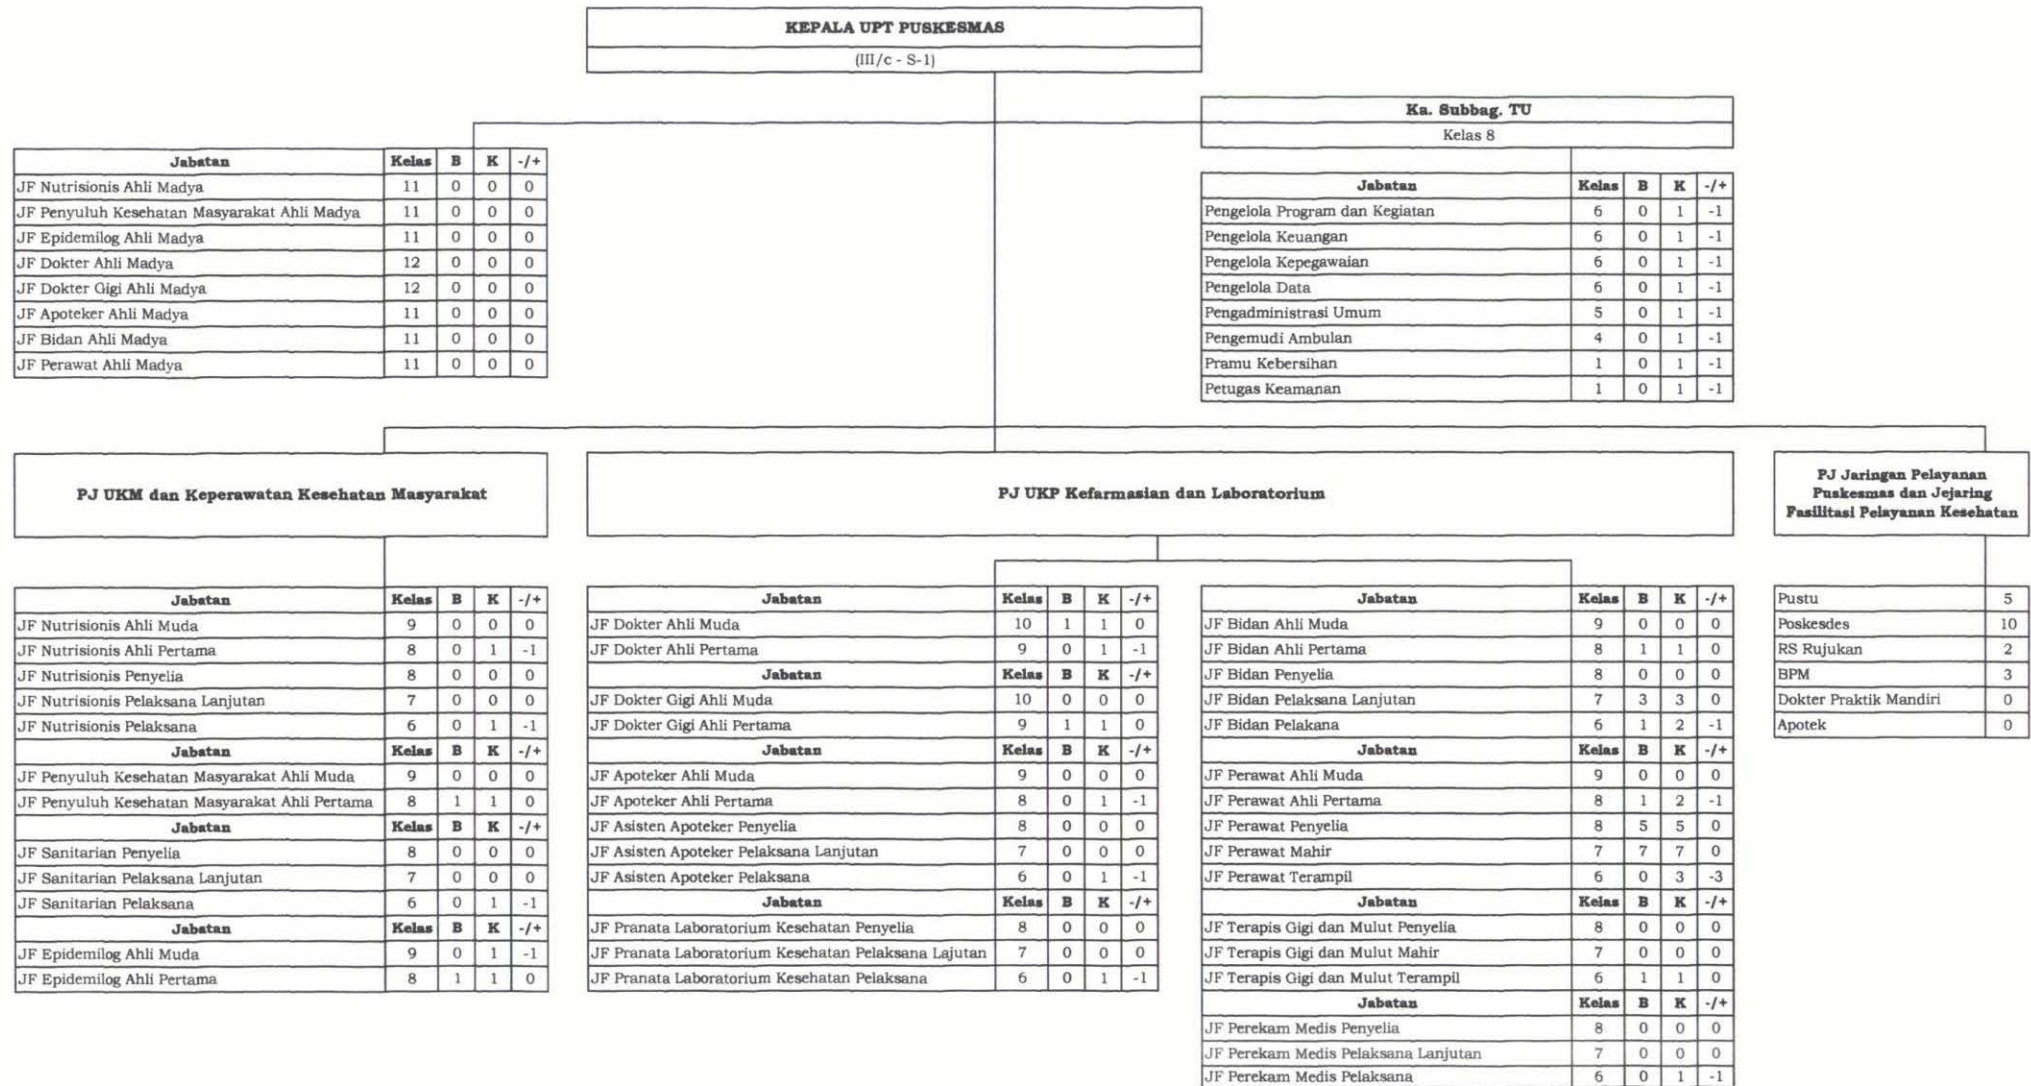 KEPALA UPT PUSKESMAS
(III/c - S-1)
Ka. Subbag. TU
Kelas 8
Jabatan Kelas B K -/+
JF Nutrisionis Ahli Madya 11 0 0 0
JF Penyuluh Kesehatan Masyarakat Ahli Madya 11 0 0 0
JF Epidemilog Ahli Madya 11 0 0 0
JF Dokter Ahli Madya 12 0 0 0
JF Dokter Gigi Ahli Madya 12 0 0 0
JF Apoteker Ahli Madya 11 0 0 0
JF Bidan Ahli Madya 11 0 0 0
JF Perawat Ahli Madya 11 0 0 0
Jabatan Kelas B K -/+
Pengelola Program dan Kegiatan 6 0 1 -1
Pengelola Keuangan 6 0 1 -1
Pengelola Kepegawaian 6 0 1 -1
Pengelola Data 6 0 1 -1
Pengadministrasi Umum 5 0 1 -1
Pengemudi Ambulan 4 0 1 -1
Pramu Kebersihan 1 0 1 -1
Petugas Keamanan 1 0 1 -1
PJ UKM dan Keperawatan Kesehatan Masyarakat
Jabatan Kelas B K -/+
JF Nutrisionis Ahli Muda 9 0 0 0
JF Nutrisionis Ahli Pertama 8 0 1 -1
JF Nutrisionis Penyelia 8 0 0 0
JF Nutrisionis Pelaksana Lanjutan 7 0 0 0
JF Nutrisionis Pelaksana 6 0 1 -1
Jabatan Kelas B K -/+
JF Penyuluh Kesehatan Masyarakat Ahli Muda 9 0 0 0
JF Penyuluh Kesehatan Masyarakat Ahli Pertama 8 1 1 0
Jabatan Kelas B K -/+
JF Sanitarian Penyelia 8 0 0 0
JF Sanitarian Pelaksana Lanjutan 7 0 0 0
JF Sanitarian Pelaksana 6 0 1 -1
Jabatan Kelas B K -/+
JF Epidemilog Ahli Muda 9 0 1 -1
JF Epidemilog Ahli Pertama 8 1 1 0
PJ UKP Kefarmasian dan Laboratorium
Jabatan Kelas B K -/+
JF Dokter Ahli Muda 10 1 1 0
JF Dokter Ahli Pertama 9 0 1 -1
Jabatan Kelas B K -/+
JF Dokter Gigi Ahli Muda 10 0 0 0
JF Dokter Gigi Ahli Pertama 9 1 1 0
Jabatan Kelas B K -/+
JF Apoteker Ahli Muda 9 0 0 0
JF Apoteker Ahli Pertama 8 0 1 -1
JF Asisten Apoteker Penyelia 8 0 0 0
JF Asisten Apoteker Pelaksana Lanjutan 7 0 0 0
JF Asisten Apoteker Pelaksana 6 0 1 -1
Jabatan Kelas B K -/+
JF Pranata Laboratorium Kesehatan Penyelia 8 0 0 0
JF Pranata Laboratorium Kesehatan Pelaksana Lajutan 7 0 0 0
JF Pranata Laboratorium Kesehatan Pelaksana 6 0 1 -1
Jabatan Kelas B K -/+
JF Bidan Ahli Muda 9 0 0 0
JF Bidan Ahli Pertama 8 1 1 0
JF Bidan Penyelia 8 0 0 0
JF Bidan Pelaksana Lanjutan 7 3 3 0
JF Bidan Pelakana 6 1 2 -1
Jabatan Kelas B K -/+
JF Perawat Ahli Muda 9 0 0 0
JF Perawat Ahli Pertama 8 1 2 -1
JF Perawat Penyelia 8 5 5 0
JF Perawat Mahir 7 7 7 0
JF Perawat Terampil 6 0 3 -3
Jabatan Kelas B K -/+
JF Terapis Gigi dan Mulut Penyelia 8 0 0 0
JF Terapis Gigi dan Mulut Mahir 7 0 0 0
JF Terapis Gigi dan Mulut Terampil 6 1 1 0
Jabatan Kelas B K -/+
JF Perekam Medis Penyelia 8 0 0 0
JF Perekam Medis Pelaksana Lanjutan 7 0 0 0
JF Perekam Medis Pelaksana 6 0 1 -1
PJ Jaringan Pelayanan
Puskesmas dan Jejaring
Fasilitasi Pelayanan Kesehatan
Pustu 5
Poskesdes 10
RS Rujukan 2
BPM 3
Dokter Praktik Mandiri 0
Apotek 0